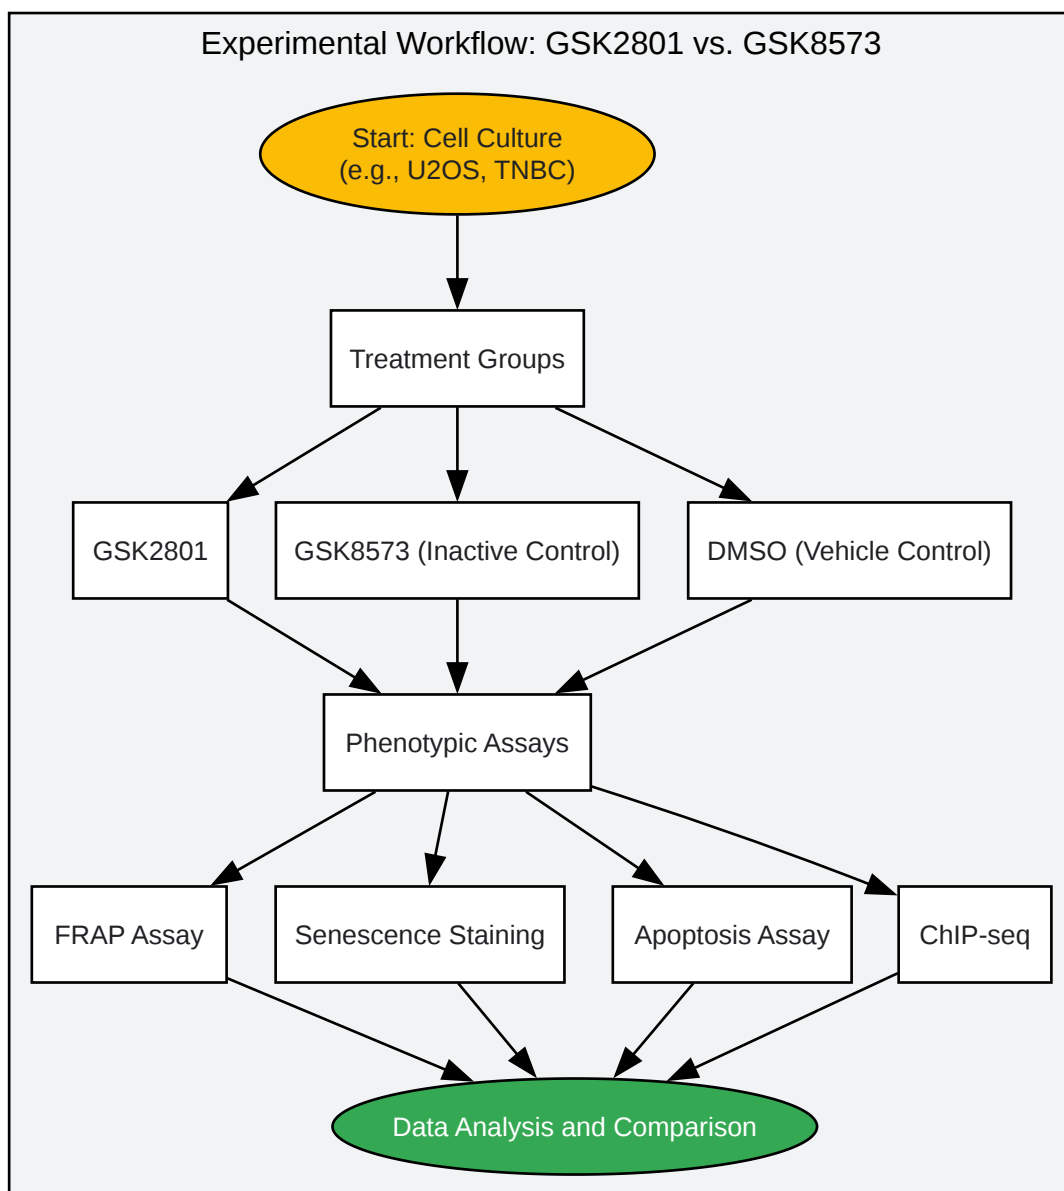 Experimental Workflow: GSK2801 vs. GSK8573
Start: Cell Culture
(e.g., U2OS, TNBC)
Treatment Groups
GSK2801
GSK8573 (Inactive Control)
DMSO (Vehicle Control)
Phenotypic Assays
FRAP Assay
Senescence Staining
Apoptosis Assay
ChIP-seq
Data Analysis and Comparison